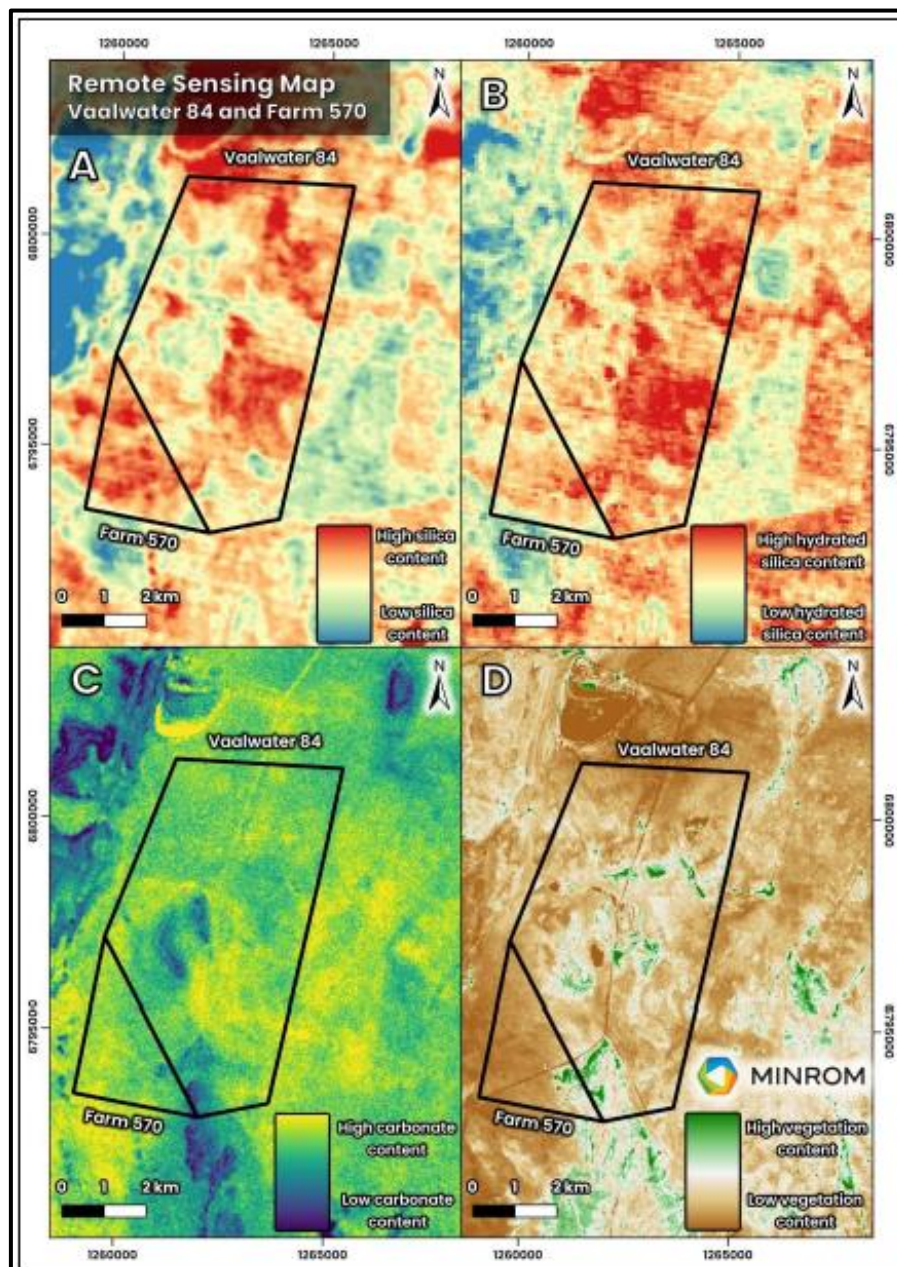 1260000
1265000
1260000
1265000
Remote Sensing Map
Vaalwater 84 and Farm 570
N
A
Vaalwater 84
6800000
6795000
Farm 570
High silica
content
Low silica
content
0 1 2 km
N
B
Vaalwater 84
6800000
6795000
Farm 570
High hydrated
silica content
Low hydrated
silica content
0 1 2 km
N
C
Vaalwater 84
6800000
6795000
Farm 570
High carbonate
content
Low carbonate
content
0 1 2 km
N
D
Vaalwater 84
6800000
6795000
MINROM
Farm 570
High vegetation
content
Low vegetation
content
0 1 2 km
1260000
1265000
1260000
1265000